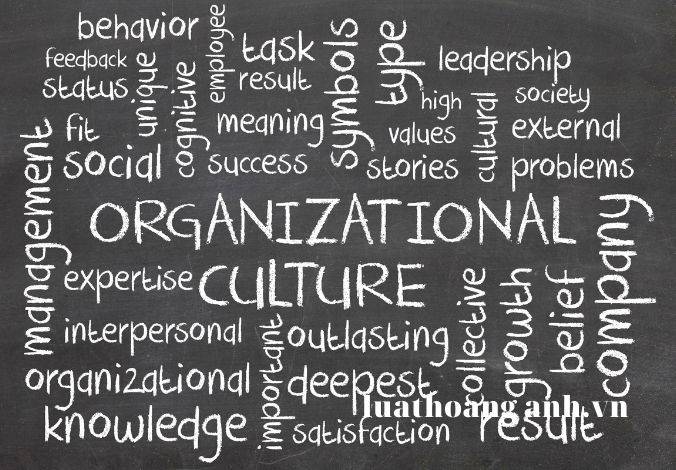 behavior
employee
feedback
unique
cognitive
task
symbols
type
leadership
status
result
high
society
fit
meaning
values
cultural
external
management
social
success
stories
problems
ORGANIZATIONAL
company
expertise
CULTURE
collective
growth
belief
interpersonal
important
outlasting
organizational
deepest
luathoang anh.vn
knowledge
satisfaction
result